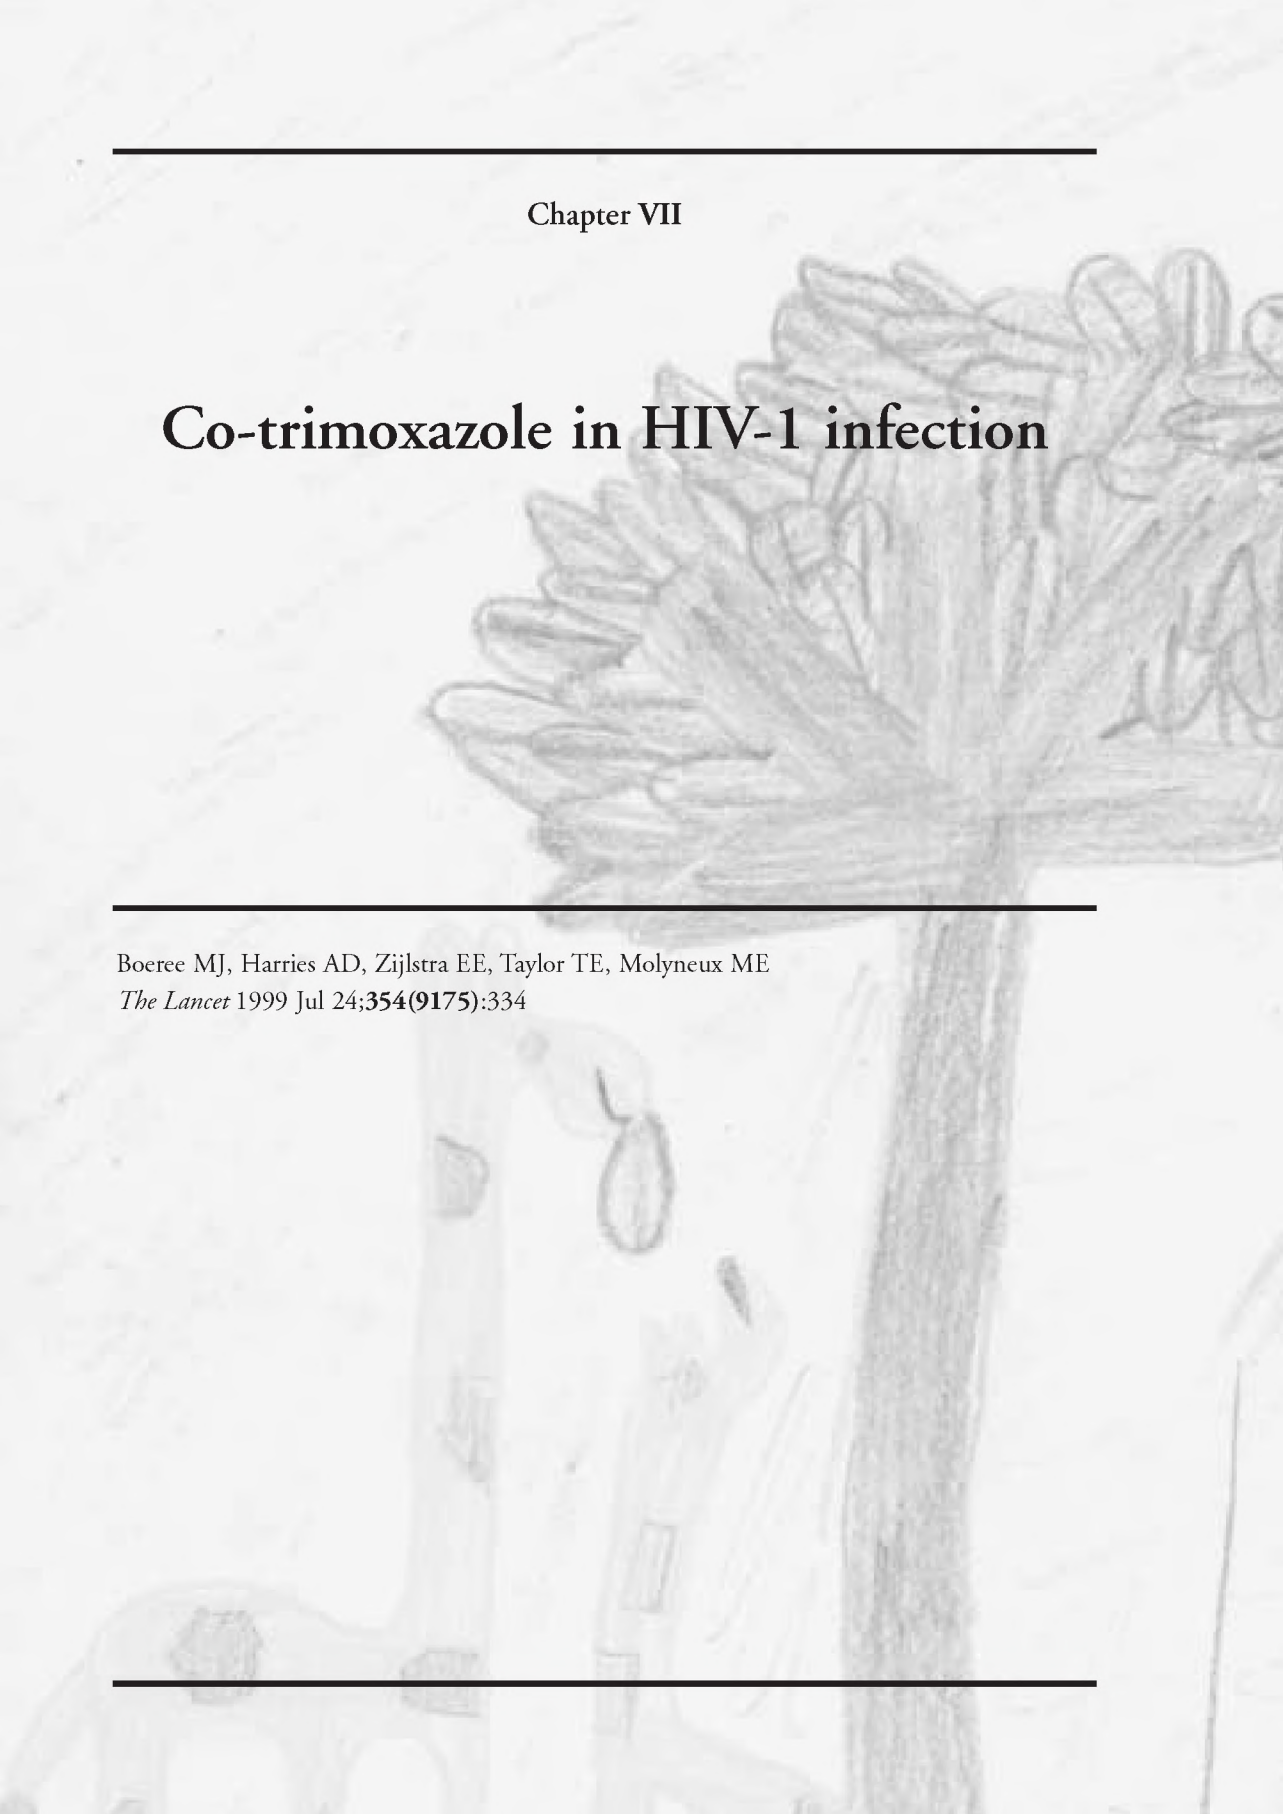 Chapter VII
Co-trimoxazole in HIV-1 infection
Boeree MJ, Harries AD, Zijlstra EE, Taylor TE, Molyneux ME
The Lancet 1999 Jul 24;354(9175):334